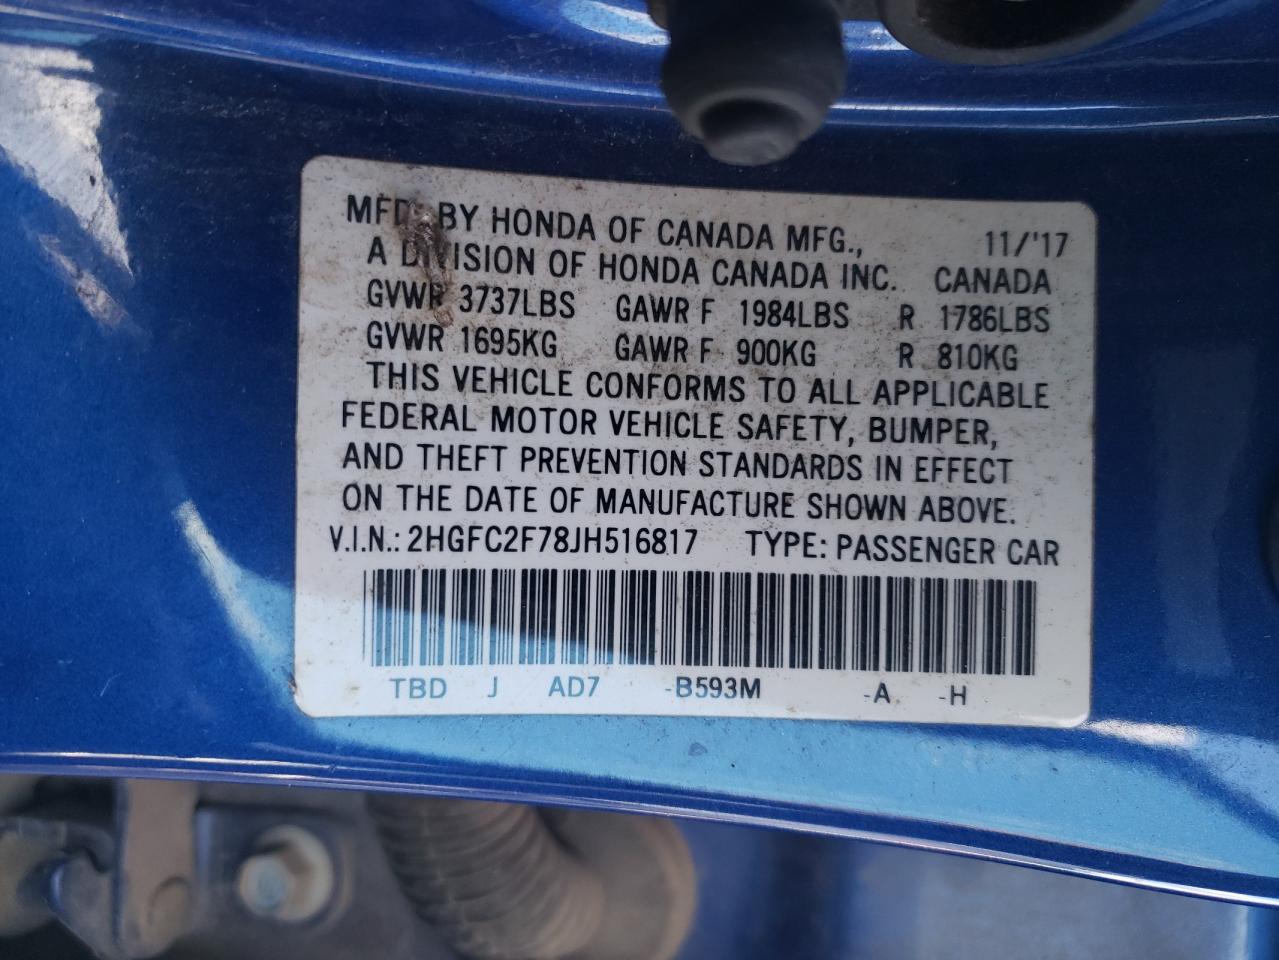 MFD. BY HONDA OF CANADA MFG., 11/'17
A DIVISION OF HONDA CANADA INC. CANADA
GVWR 3737LBS GAWR F 1984LBS R 1786LBS
GVWR 1695KG GAWR F 900KG R 810KG
THIS VEHICLE CONFORMS TO ALL APPLICABLE
FEDERAL MOTOR VEHICLE SAFETY, BUMPER,
AND THEFT PREVENTION STANDARDS IN EFFECT
ON THE DATE OF MANUFACTURE SHOWN ABOVE.
V.I.N.: 2HGFC2F78JH516817 TYPE: PASSENGER CAR
TBD J AD7 -B593M -A -H